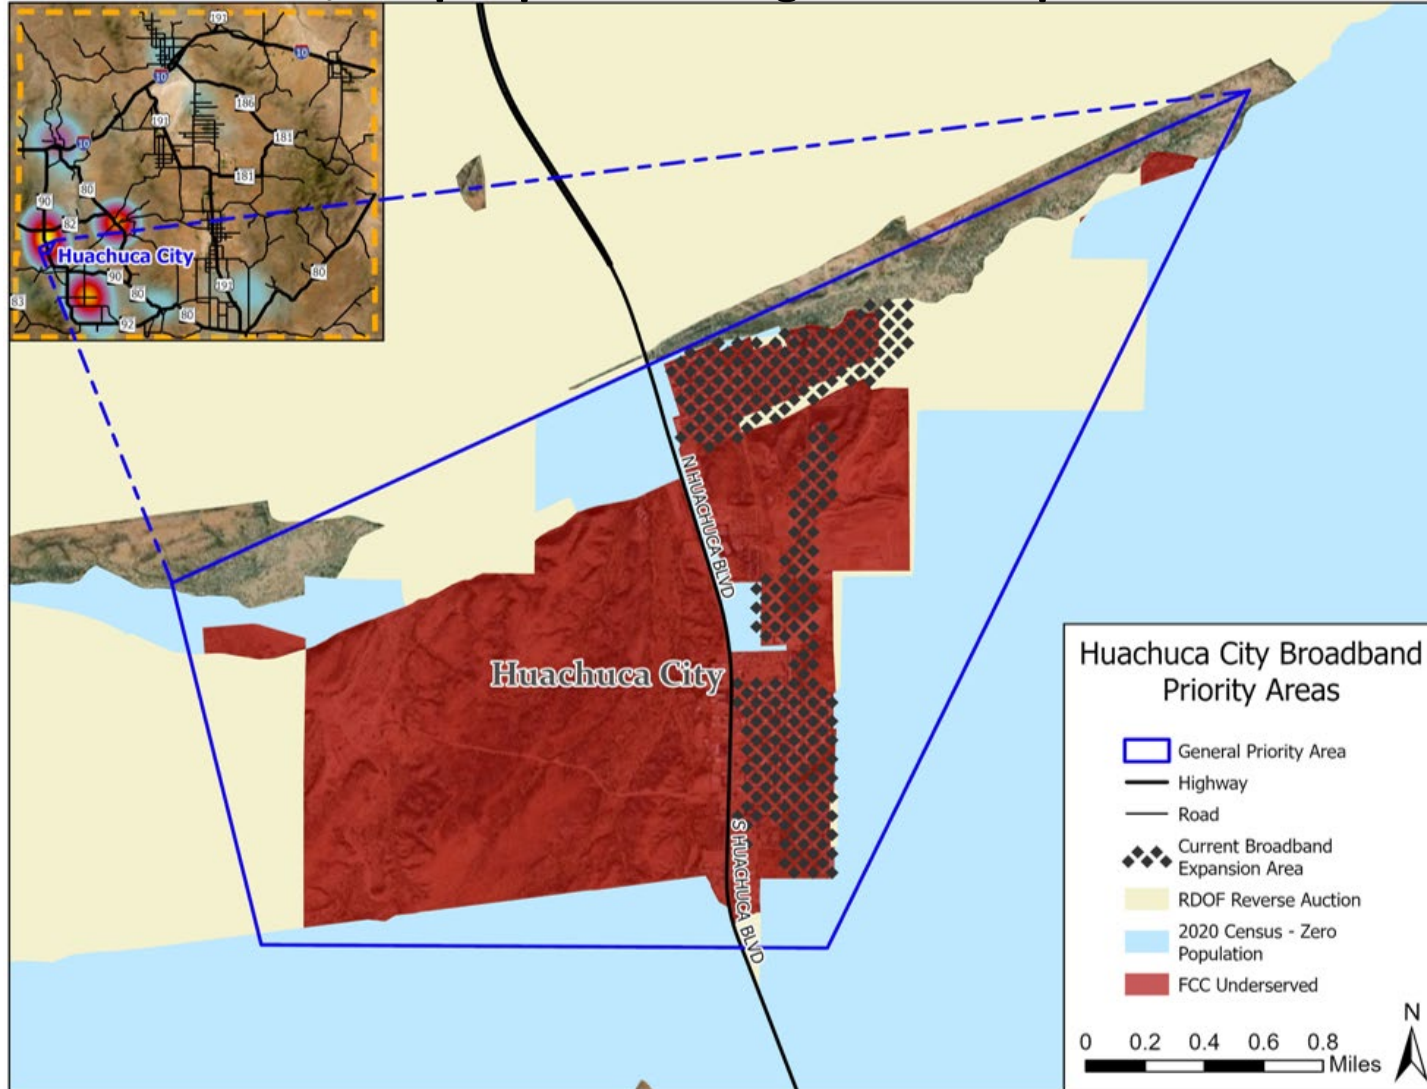 191
10
10
186
191
181
10
181
80
90
82
Huachuca City
90
80
191
80
83
80
92
N HUACHUCA BLVD
Huachuca City
S HUACHUCA BLVD
Huachuca City Broadband
Priority Areas
General Priority Area
Highway
Road
Current Broadband
Expansion Area
RDOF Reverse Auction
2020 Census - Zero
Population
FCC Underserved
N
0 0.2 0.4 0.6 0.8
Miles